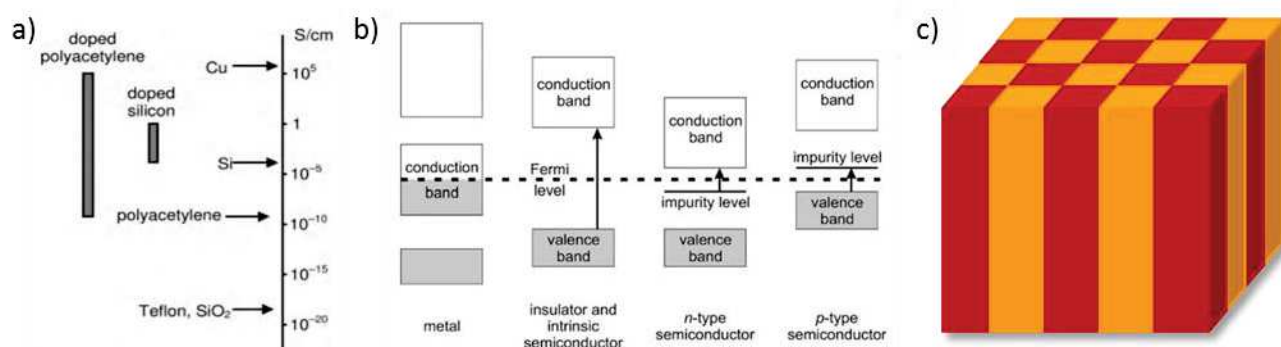 a)
S/cm
doped
polyacetylene
Cu
10⁵
doped
silicon
1
Si
10⁻⁵
polyacetylene
10⁻¹⁰
10⁻¹⁵
Teflon, SiO₂
10⁻²⁰
b)
conduction
band
metal
conduction
band
Fermi
level
valence
band
insulator and
intrinsic
semiconductor
conduction
band
impurity level
valence
band
n-type
semiconductor
conduction
band
impurity level
valence
band
p-type
semiconductor
c)